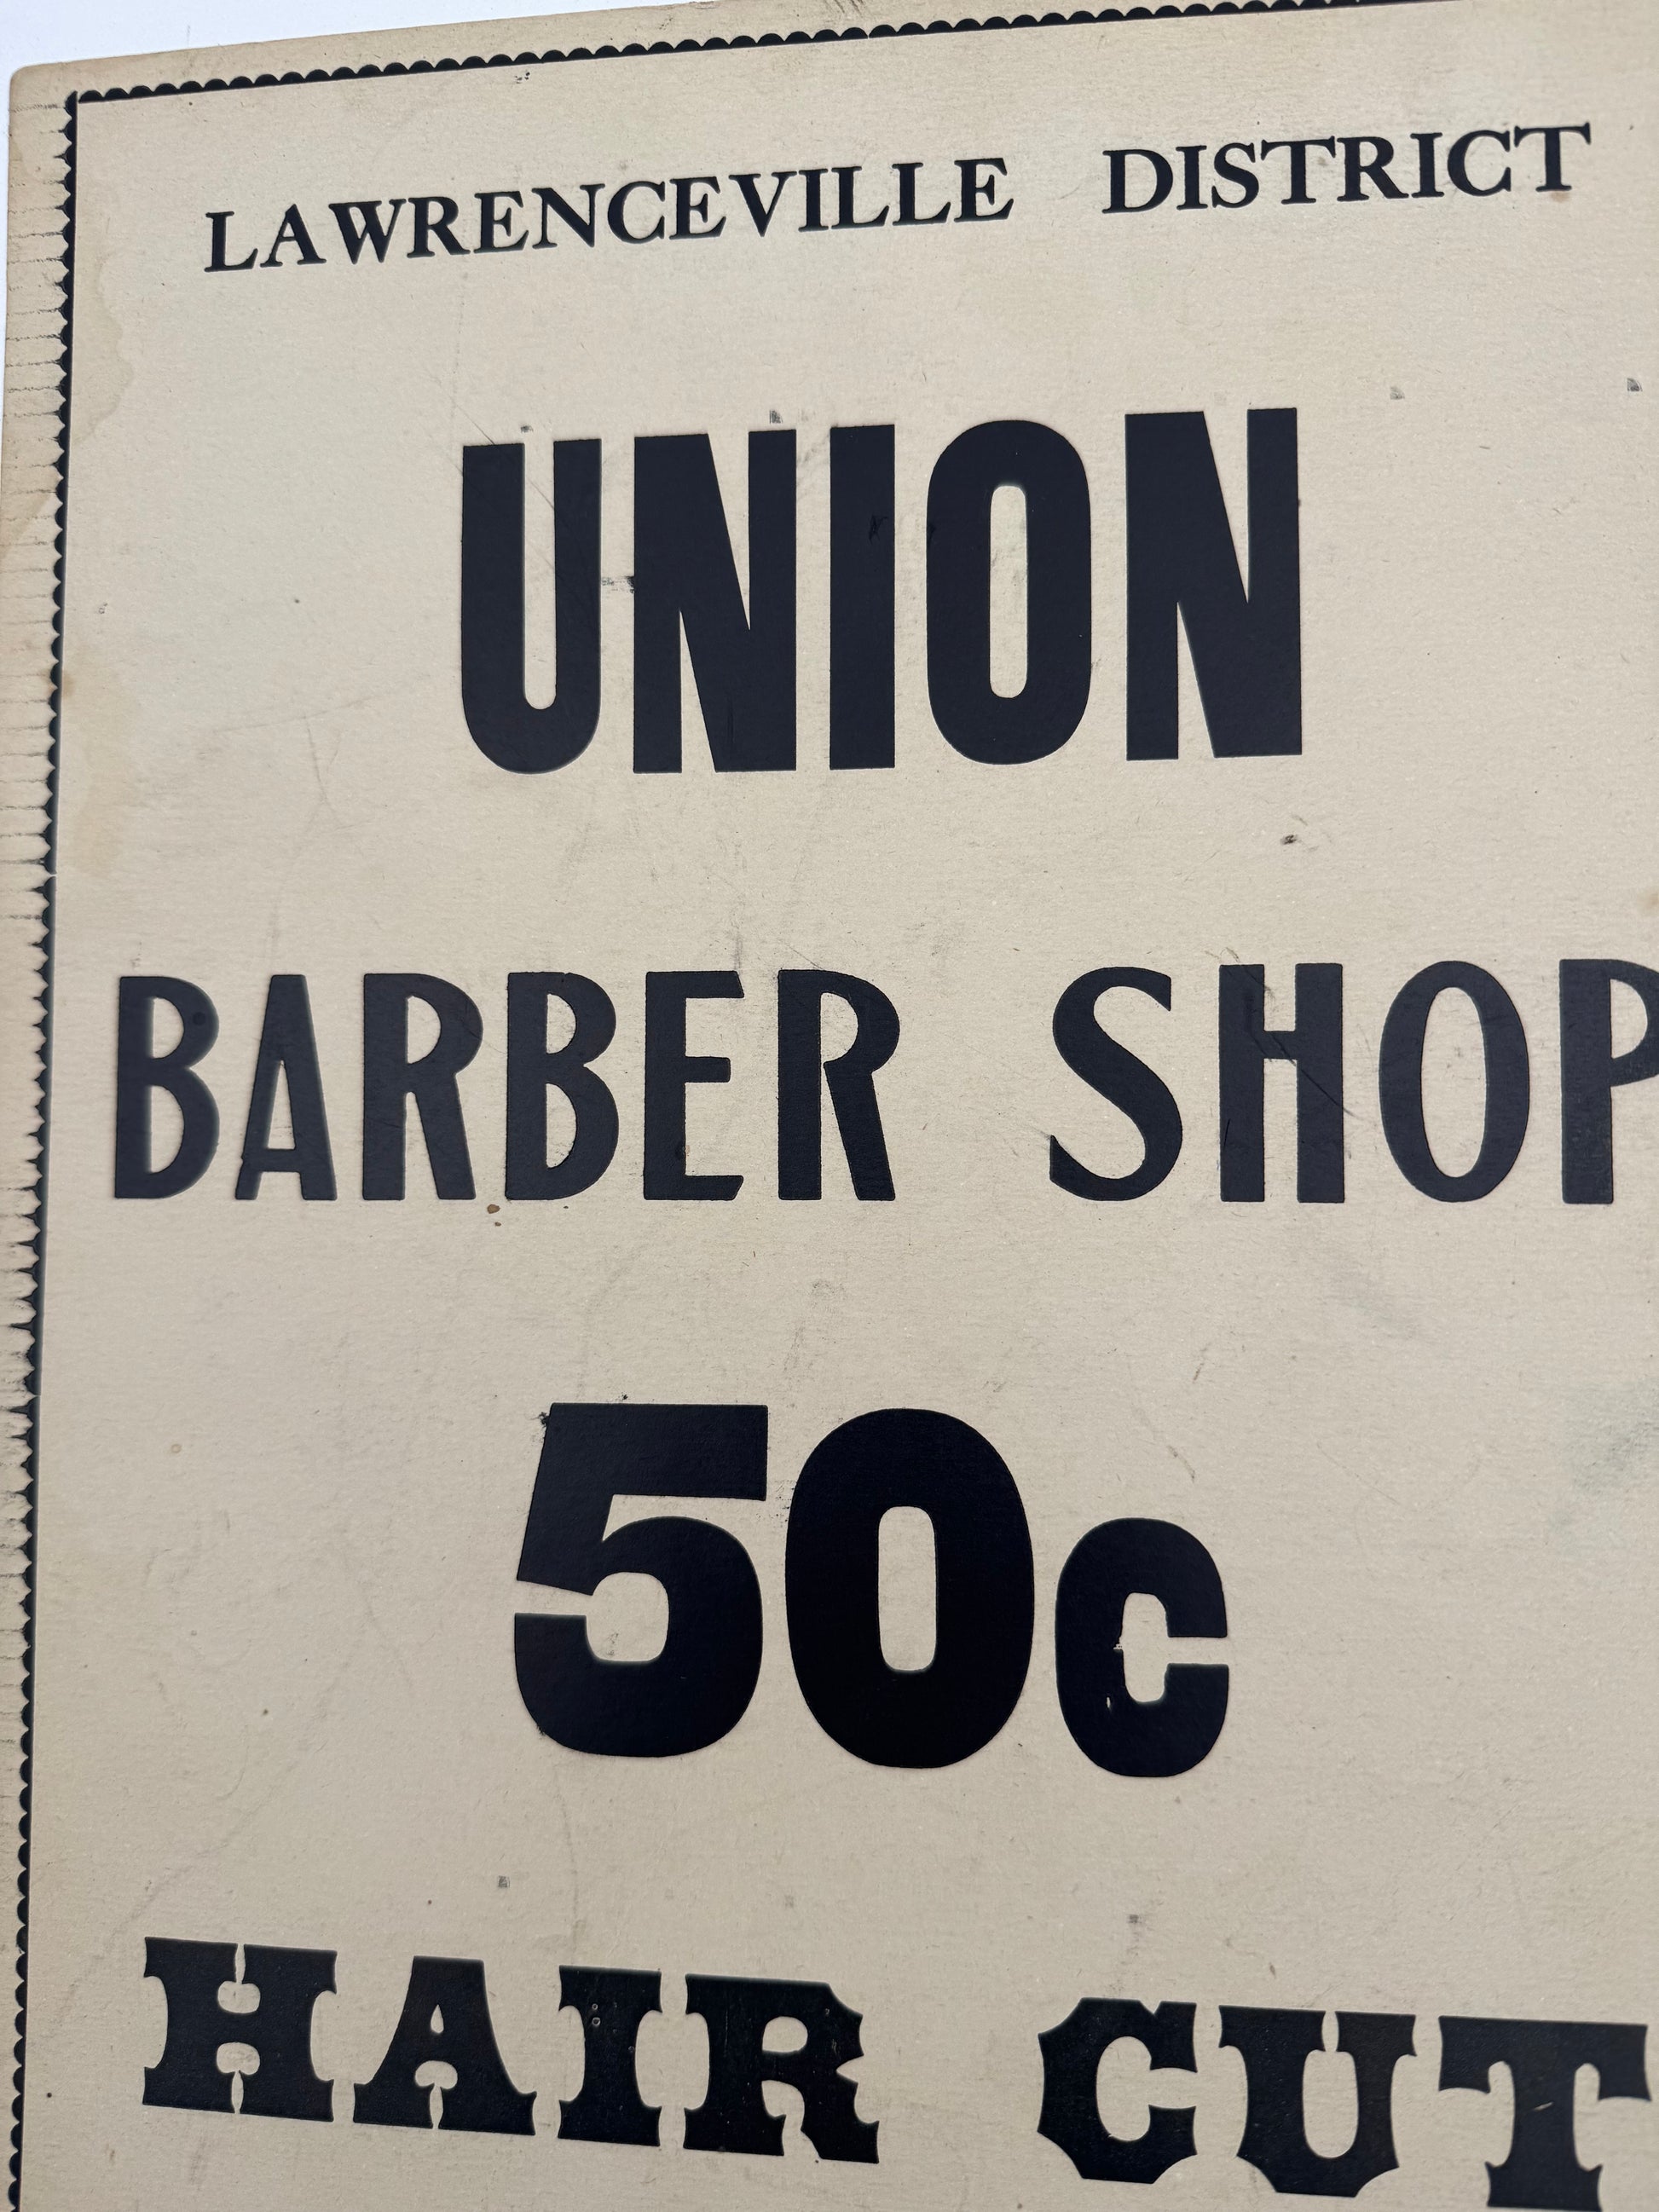 LAWRENCEVILLE DISTRICT
UNION
BARBER SHOP
50c
HAIR CUT